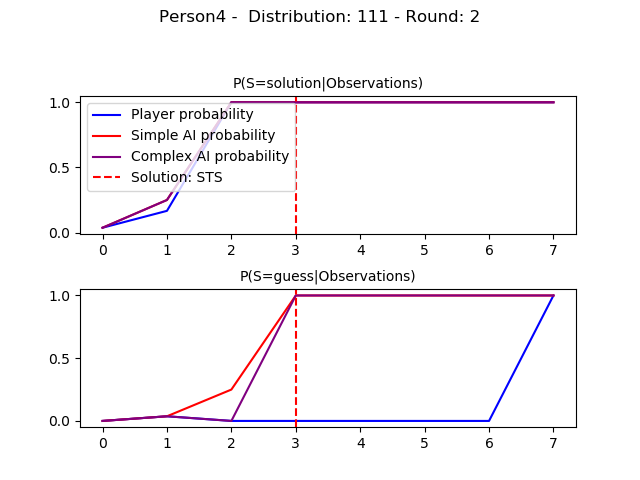 Person4 -  Distribution: 111 - Round: 2
P(S=solution|Observations)
1.0
0.5
0.0
Player probability
Simple AI probability
Complex AI probability
Solution: STS
0 1 2 3 4 5 6 7
P(S=guess|Observations)
1.0
0.5
0.0
0 1 2 3 4 5 6 7